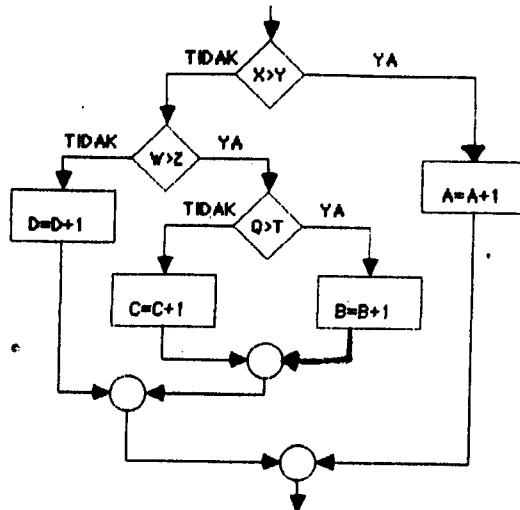 TIDAK
X>Y
YA
TIDAK
W>Z
YA
A=A+1
D=D+1
TIDAK
Q>T
YA
C=C+1
B=B+1